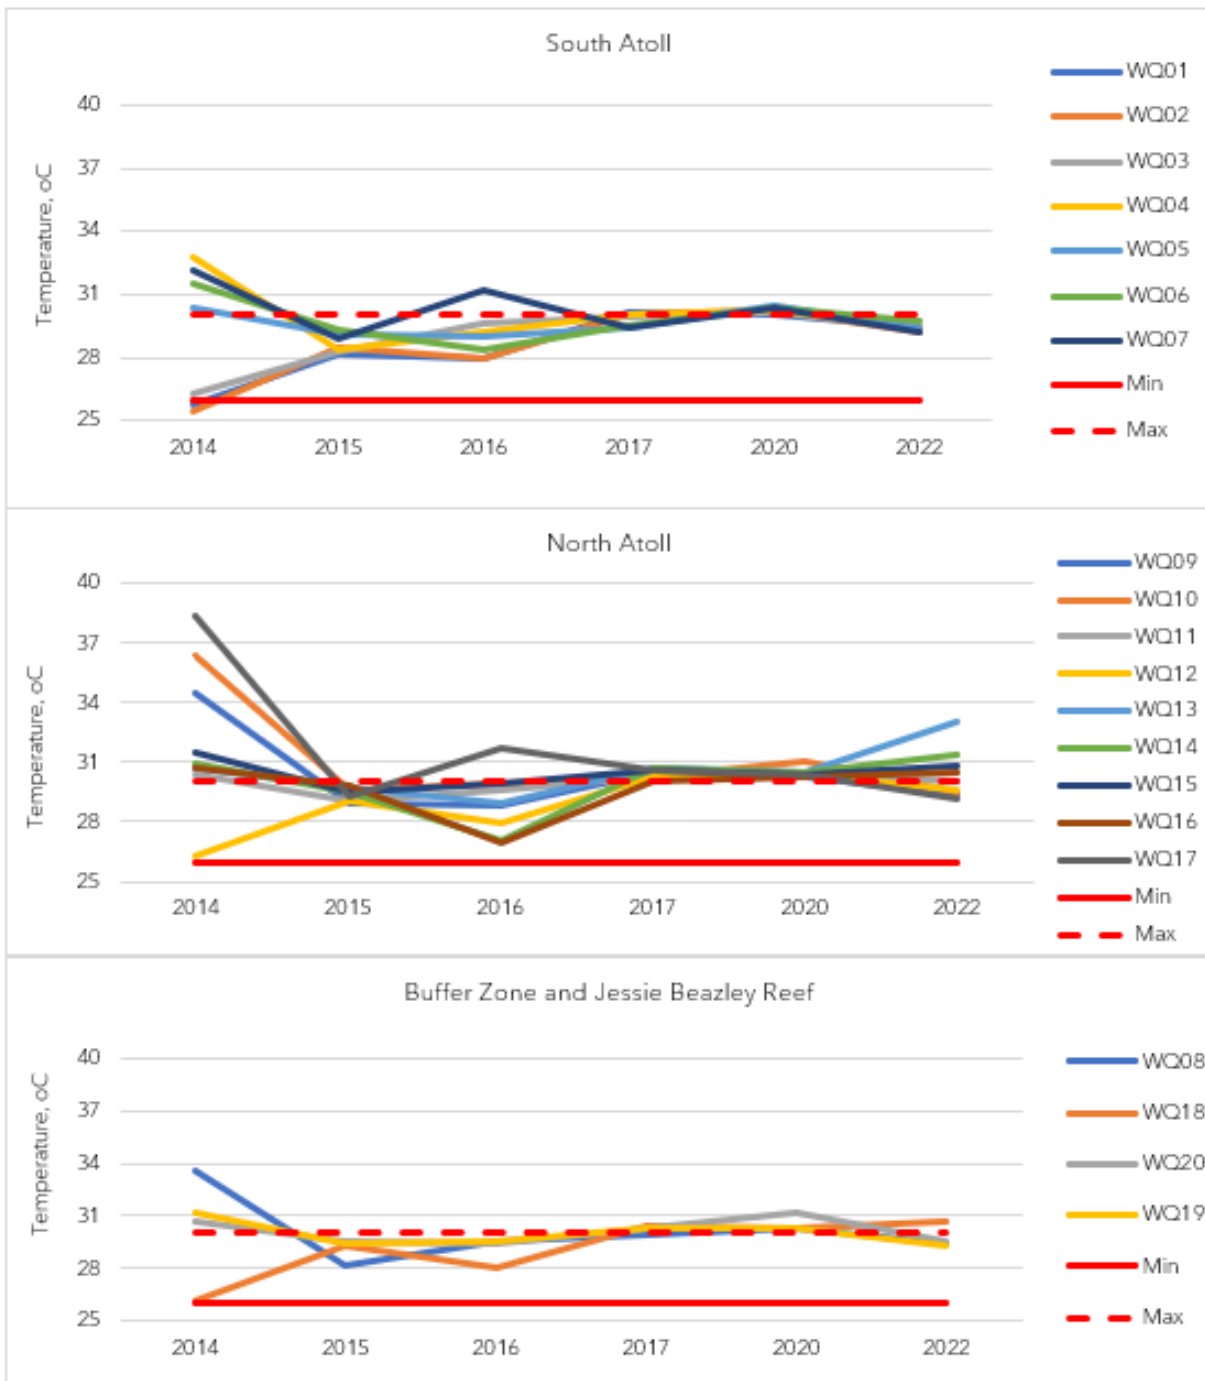 South Atoll
Temperature, oC
40
37
34
31
28
25
2014 2015 2016 2017 2020 2022
WQ01
WQ02
WQ03
WQ04
WQ05
WQ06
WQ07
Min
Max
North Atoll
Temperature, oC
40
37
34
31
28
25
2014 2015 2016 2017 2020 2022
WQ09
WQ10
WQ11
WQ12
WQ13
WQ14
WQ15
WQ16
WQ17
Min
Max
Buffer Zone and Jessie Beazley Reef
Temperature, oC
40
37
34
31
28
25
2014 2015 2016 2017 2020 2022
WQ08
WQ18
WQ20
WQ19
Min
Max